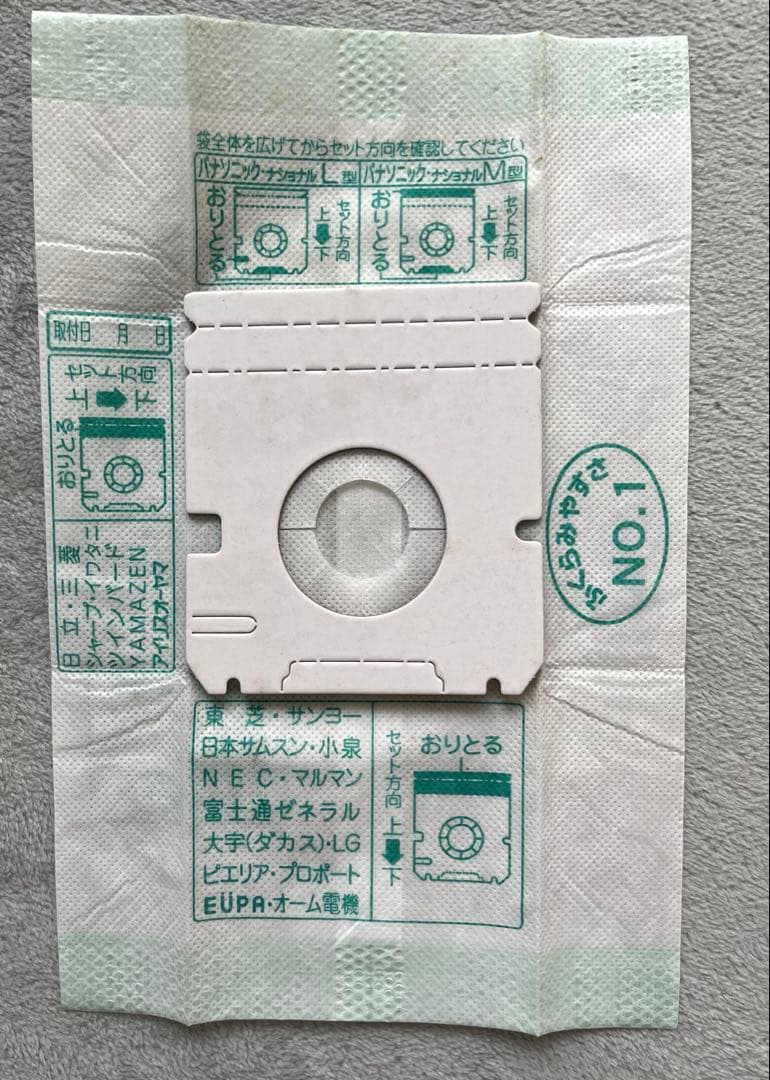 袋全体を広げてからセット方向を確認してください
パナソニック・ナショナルL型
パナソニック・ナショナルM型
おりとる
セット方向
上
下
おりとる
セット方向
上
下
取付日 月 日
セット方向
上
下
おりとる
日立・三菱
シャープ・イワタニ
ツインバード
YAMAZEN
アイリスオーヤマ
NO.1
東芝・サンヨー
日本サムスン・小泉
NEC・マルマン
富士通ゼネラル
大宇(ダカス)・LG
ピエリア・プロポート
EÜPA・オーム電機
セット方向
上
下
おりとる